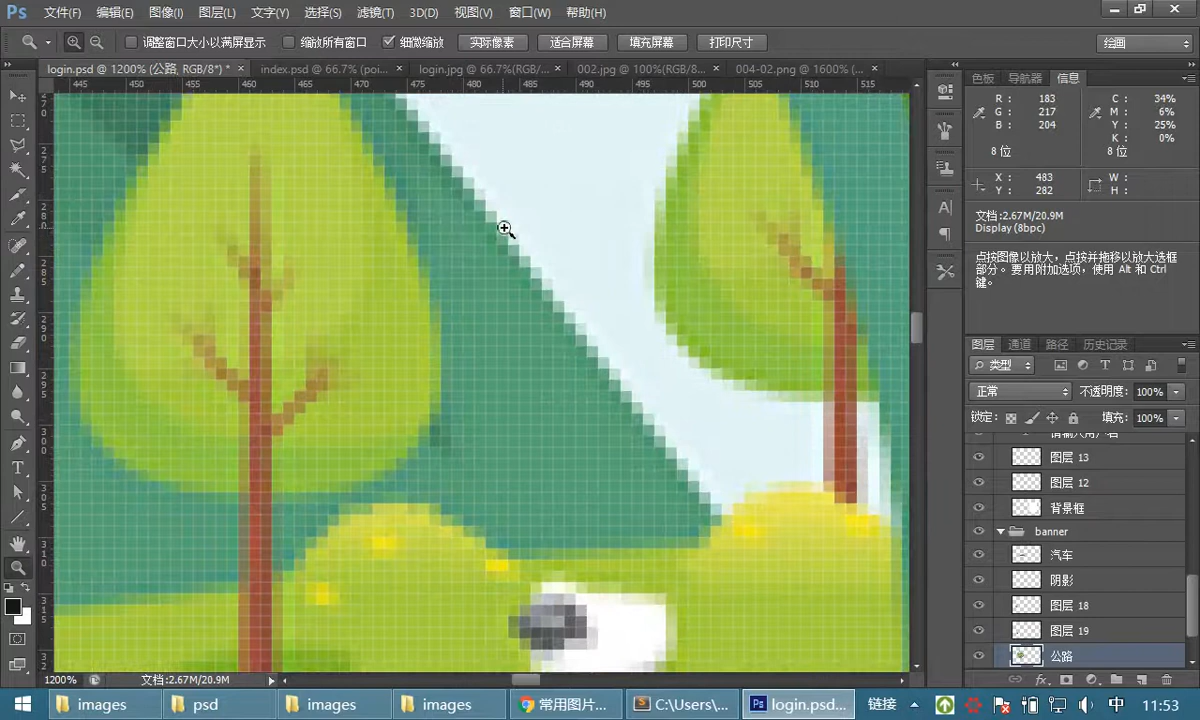 Ps 文件(F) 编辑(E) 图像(I) 图层(L) 文字(Y) 选择(S) 滤镜(T) 3D(D) 视图(V) 窗口(W) 帮助(H)
调整窗口大小以满屏显示 缩放所有窗口 细微缩放 实际像素 适合屏幕 填充屏幕 打印尺寸 绘画
login.psd @ 1200% (公路, RGB/8*) * × index.psd @ 66.7% (poi... × login.jpg @ 66.7%(RGB/... × 002.jpg @ 100%(RGB/8... × 004-02.png @ 1600% (... ×
445 450 455 460 465 470 475 480 485 490 495 500 505 510 515
色板 导航器 信息
R: 183 C: 34%
G: 217 M: 6%
B: 204 Y: 25%
K: 0%
8 位 8 位
X: 483 W:
Y: 282 H:
文档:2.67M/20.9M
Display (8bpc)
点按图像以放大，点按并拖移以放大选框
部分。要用附加选项，使用 Alt 和 Ctrl
键。
图层 通道 路径 历史记录
类型
正常 不透明度: 100%
锁定: 填充: 100%
请输入用户名
图层 13
图层 12
背景框
banner
汽车
阴影
图层 18
图层 19
公路
fx
1200% 文档:2.67M/20.9M
images psd images images 常用图片... C:\Users\... login.psd... 链接 中 11:53